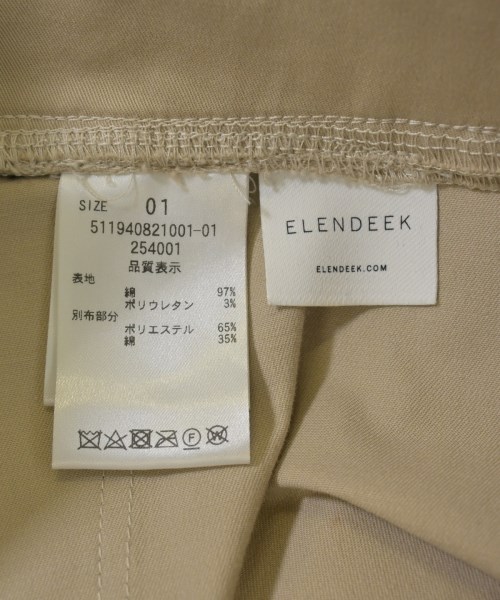 SIZE 01
511940821001-01
254001
品質表示
表地
綿 97%
ポリウレタン 3%
別布部分
ポリエステル 65%
綿 35%
F W
ELENDEEK
ELENDEEK.COM